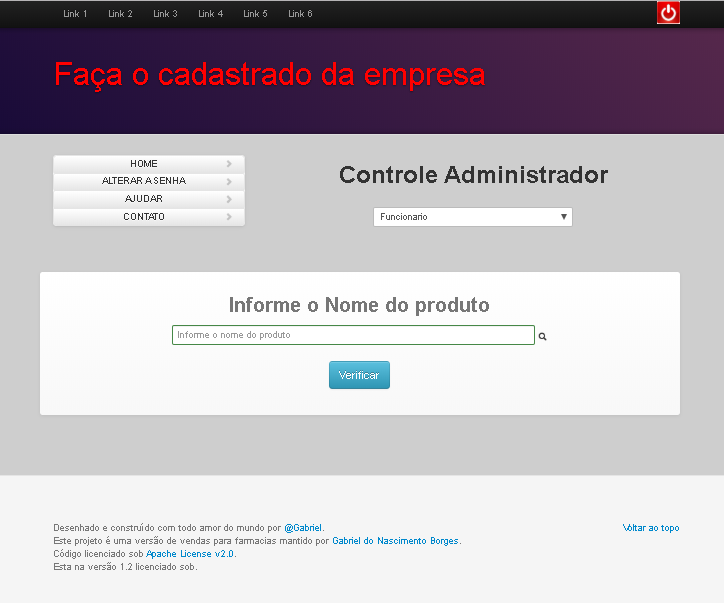 Link 1 Link 2 Link 3 Link 4 Link 5 Link 6
Faça o cadastrado da empresa
HOME
ALTERAR A SENHA
AJUDAR
CONTATO
Controle Administrador
Funcionario
Informe o Nome do produto
Informe o nome do produto
Verificar
Desenhado e construído com todo amor do mundo por @Gabriel.
Voltar ao topo
Este projeto é uma versão de vendas para farmacias mantido por Gabriel do Nascimento Borges.
Código licenciado sob Apache License v2.0.
Esta na versão 1.2 licenciado sob.